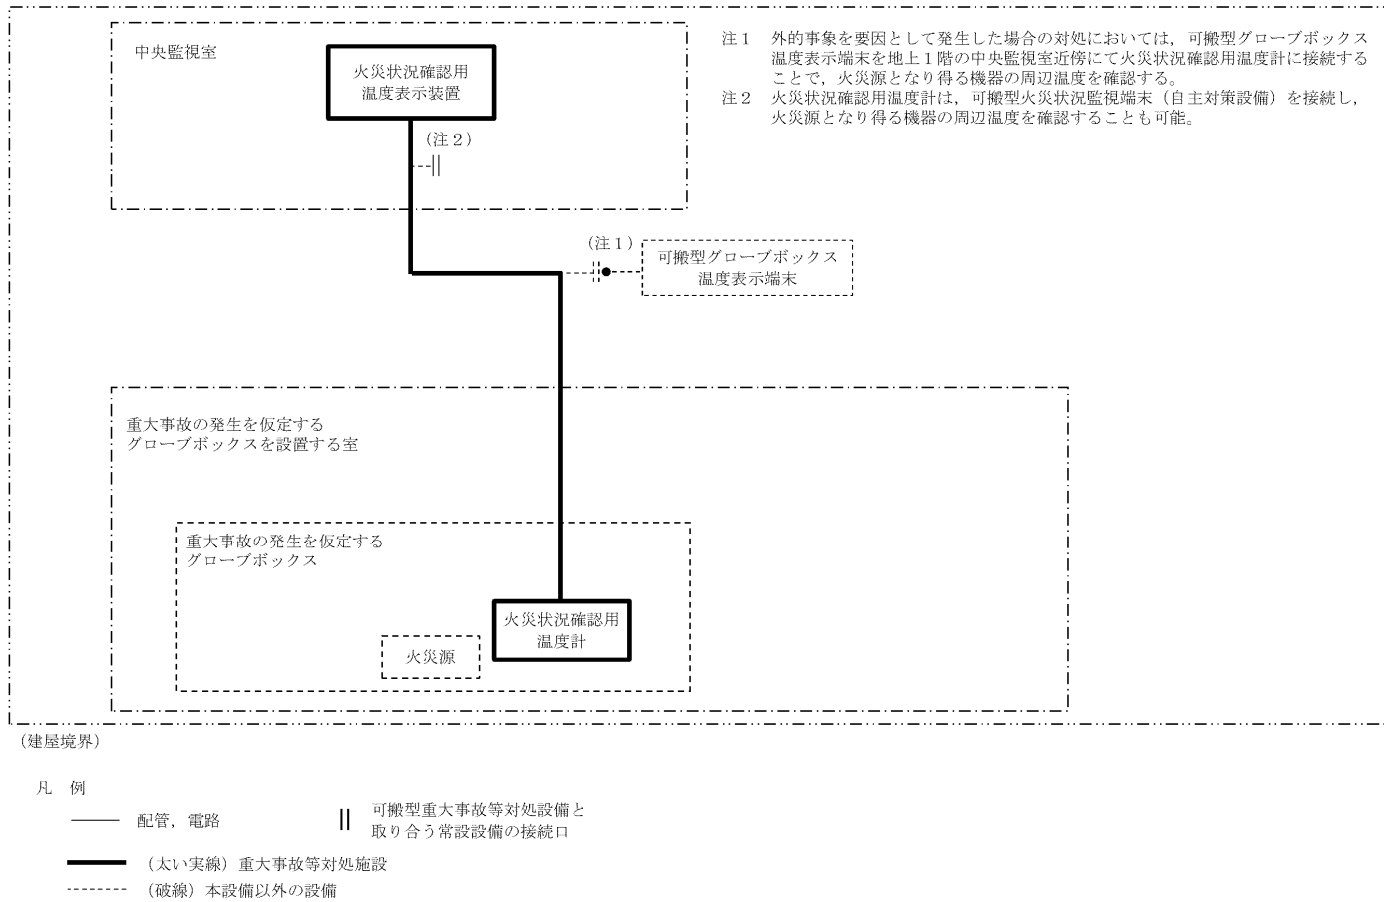 中央監視室
火災状況確認用
温度表示装置
（注２）
注１　外的事象を要因として発生した場合の対処においては，可搬型グローブボックス
温度表示端末を地上１階の中央監視室近傍にて火災状況確認用温度計に接続する
ことで，火災源となり得る機器の周辺温度を確認する。
注２　火災状況確認用温度計は，可搬型火災状況監視端末（自主対策設備）を接続し，
火災源となり得る機器の周辺温度を確認することも可能。
（注１）
可搬型グローブボックス
温度表示端末
重大事故の発生を仮定する
グローブボックスを設置する室
重大事故の発生を仮定する
グローブボックス
火災状況確認用
温度計
火災源
（建屋境界）
凡　例
配管，電路
可搬型重大事故等対処設備と
取り合う常設設備の接続口
（太い実線）重大事故等対処施設
（破線）本設備以外の設備